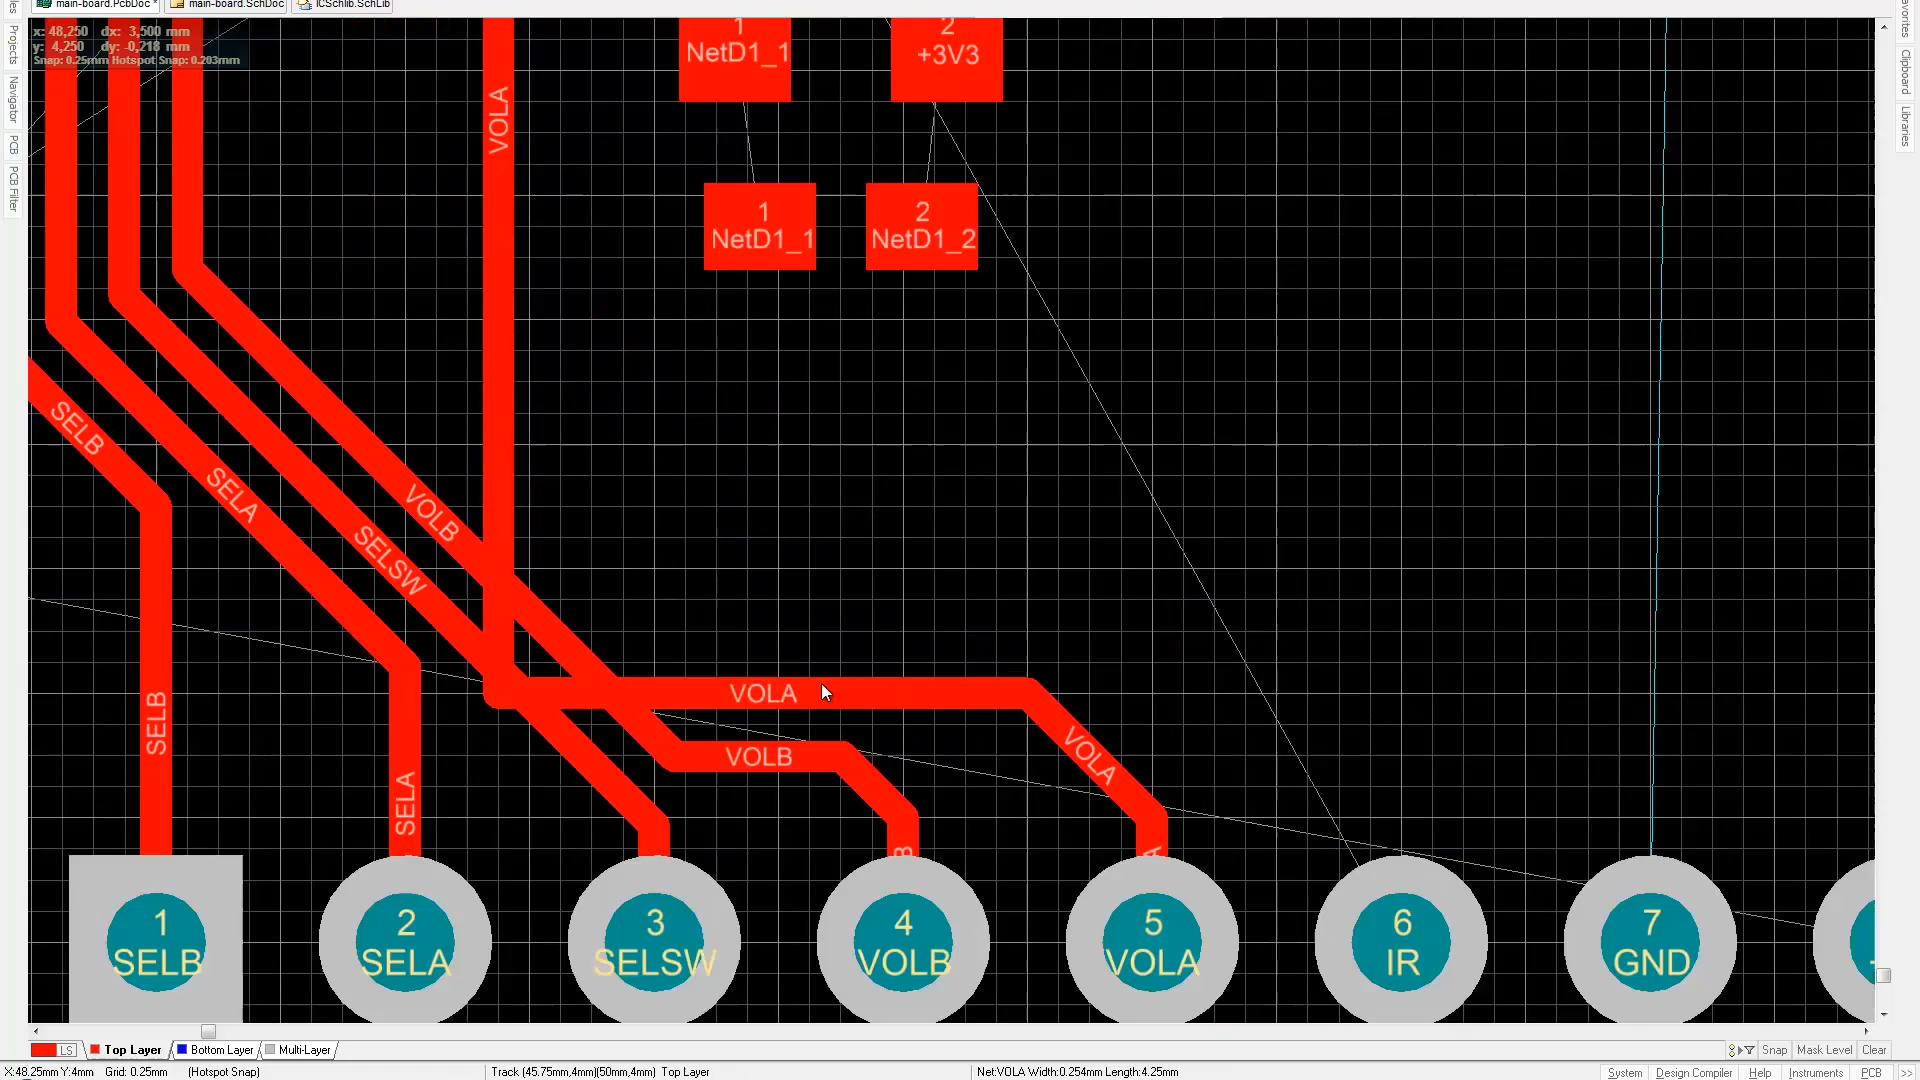 main-board.PcbDoc *
main-board.SchDoc
ICSchlib.SchLib
x: 48,250 dx: 3,500 mm
y: 4,250 dy: -0,218 mm
Snap: 0.25mm Hotspot Snap: 0.203mm
Projects
Navigator
PCB
PCB Filter
Clipboard
Libraries
1
NetD1_1
2
+3V3
VOLA
1
NetD1_1
2
NetD1_2
SELB
SELA
VOLB
SELSW
SELB
SELA
VOLA
VOLB
VOLA
1
SELB
2
SELA
3
SELSW
4
VOLB
5
VOLA
6
IR
7
GND
LS
Top Layer
Bottom Layer
Multi-Layer
Snap
Mask Level
Clear
X:48.25mm Y:4mm Grid: 0.25mm (Hotspot Snap)
Track (45.75mm,4mm)(50mm,4mm) Top Layer
Net:VOLA Width:0.254mm Length:4.25mm
System
Design Compiler
Help
Instruments
PCB
>>